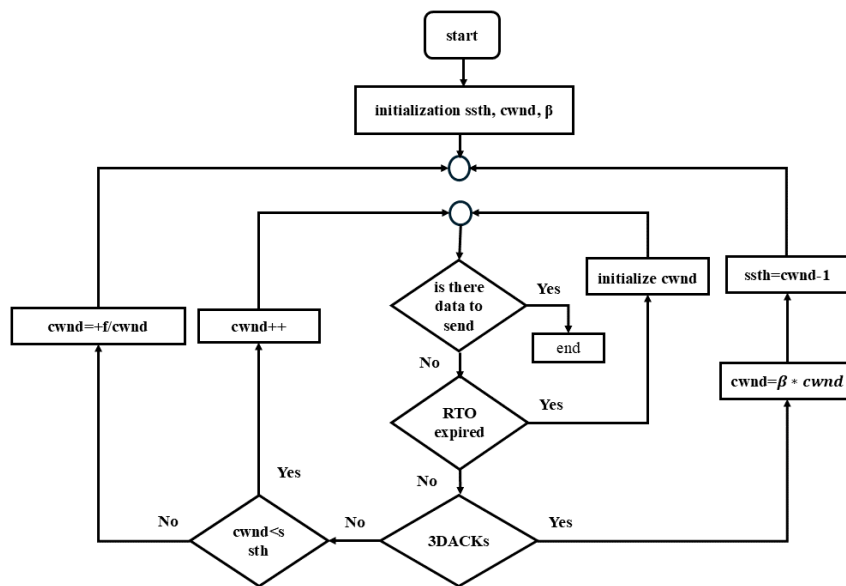 start
initialization ssth, cwnd, β
is there
data to
send
Yes
end
initialize cwnd
ssth=cwnd-1
cwnd=+f/cwnd
cwnd++
No
cwnd=β * cwnd
RTO
expired
Yes
No
Yes
No
cwnd<s
sth
No
3DACKs
Yes